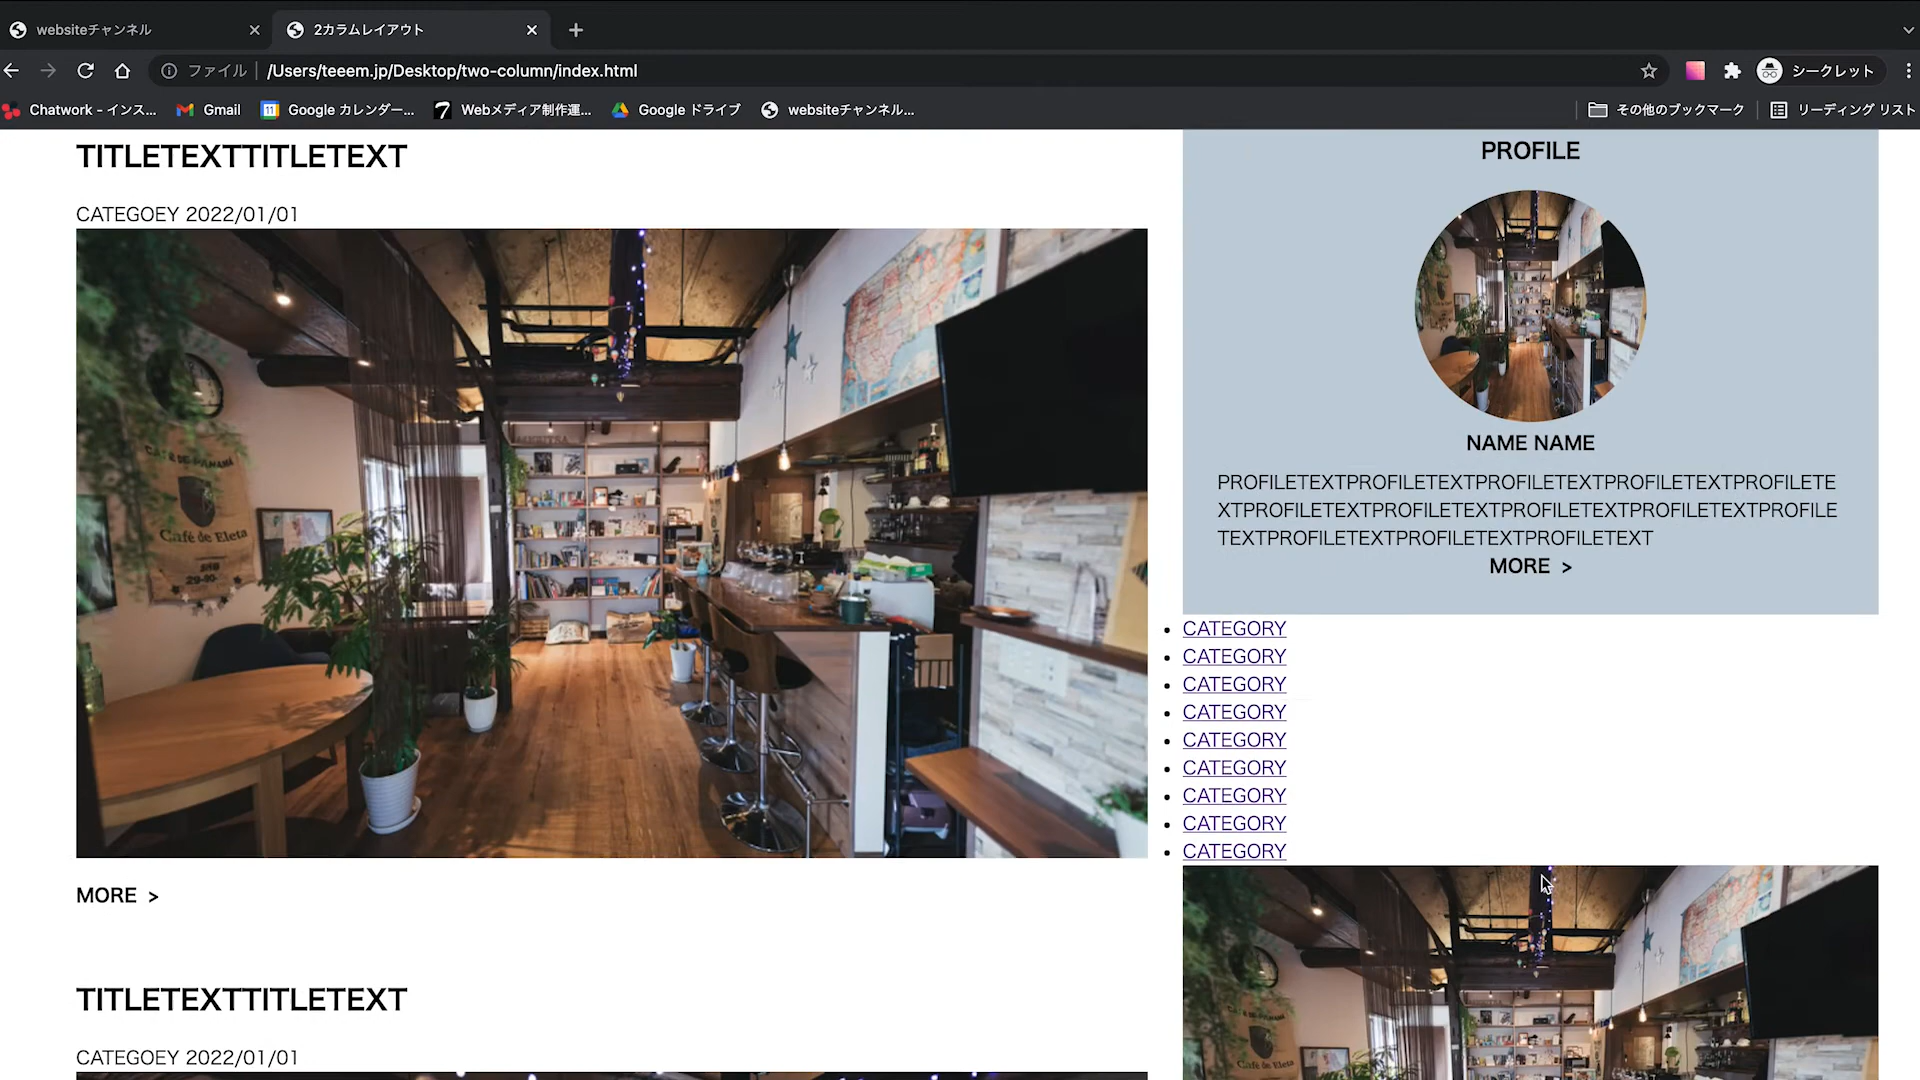 websiteチャンネル
2カラムレイアウト
ファイル
/Users/teeem.jp/Desktop/two-column/index.html
シークレット
Chatwork - インス...
Gmail
Google カレンダー...
Webメディア制作運...
Google ドライブ
websiteチャンネル...
その他のブックマーク
リーディング リスト
TITLETEXTTITLETEXT
CATEGOEY 2022/01/01
Café de Eleta
MORE >
TITLETEXTTITLETEXT
CATEGOEY 2022/01/01
PROFILE
NAME NAME
PROFILETEXTPROFILETEXTPROFILETEXTPROFILETEXTPROFILETE
XTPROFILETEXTPROFILETEXTPROFILETEXTPROFILETEXTPROFILE
TEXTPROFILETEXTPROFILETEXTPROFILETEXT
MORE >
CATEGORY
CATEGORY
CATEGORY
CATEGORY
CATEGORY
CATEGORY
CATEGORY
CATEGORY
CATEGORY
Café de Eleta